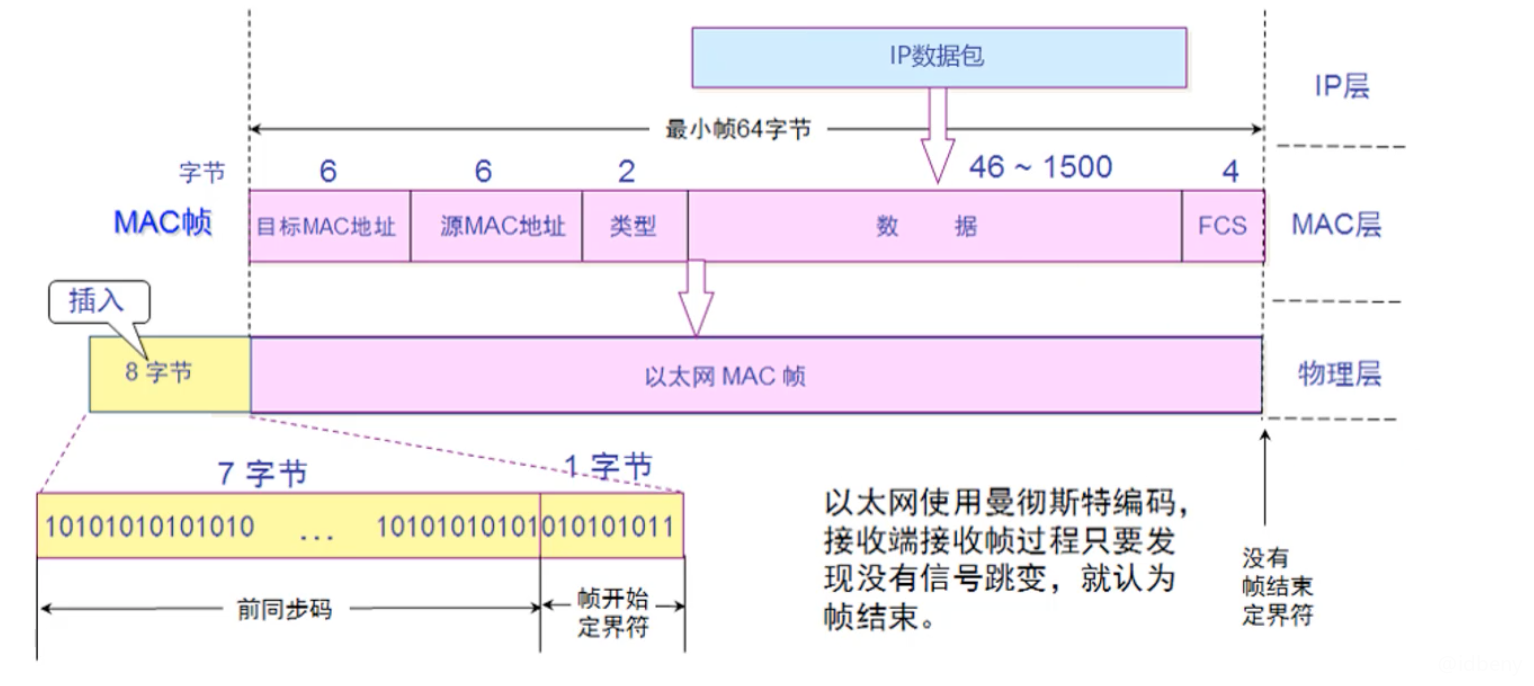 IP数据包
IP层
最小帧64字节
字节 6 6 2 46 ~ 1500 4
MAC帧 目标MAC地址 源MAC地址 类型 数 据 FCS MAC层
插入
8 字节 以太网 MAC 帧 物理层
7 字节 1 字节
10101010101010 ... 10101010101010101011
前同步码
帧开始
定界符
以太网使用曼彻斯特编码，
接收端接收帧过程只要发
现没有信号跳变，就认为
帧结束。
没有
帧结束
定界符